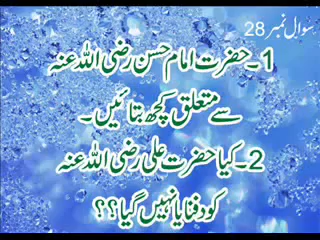 سوال نمبر 28
1۔حضرت امام حسن رضی اللہ عنہ
سے متعلق کچھ بتائیں۔
2۔کیا حضرت علی رضی اللہ عنہ
کو دفنایا نہیں گیا؟؟